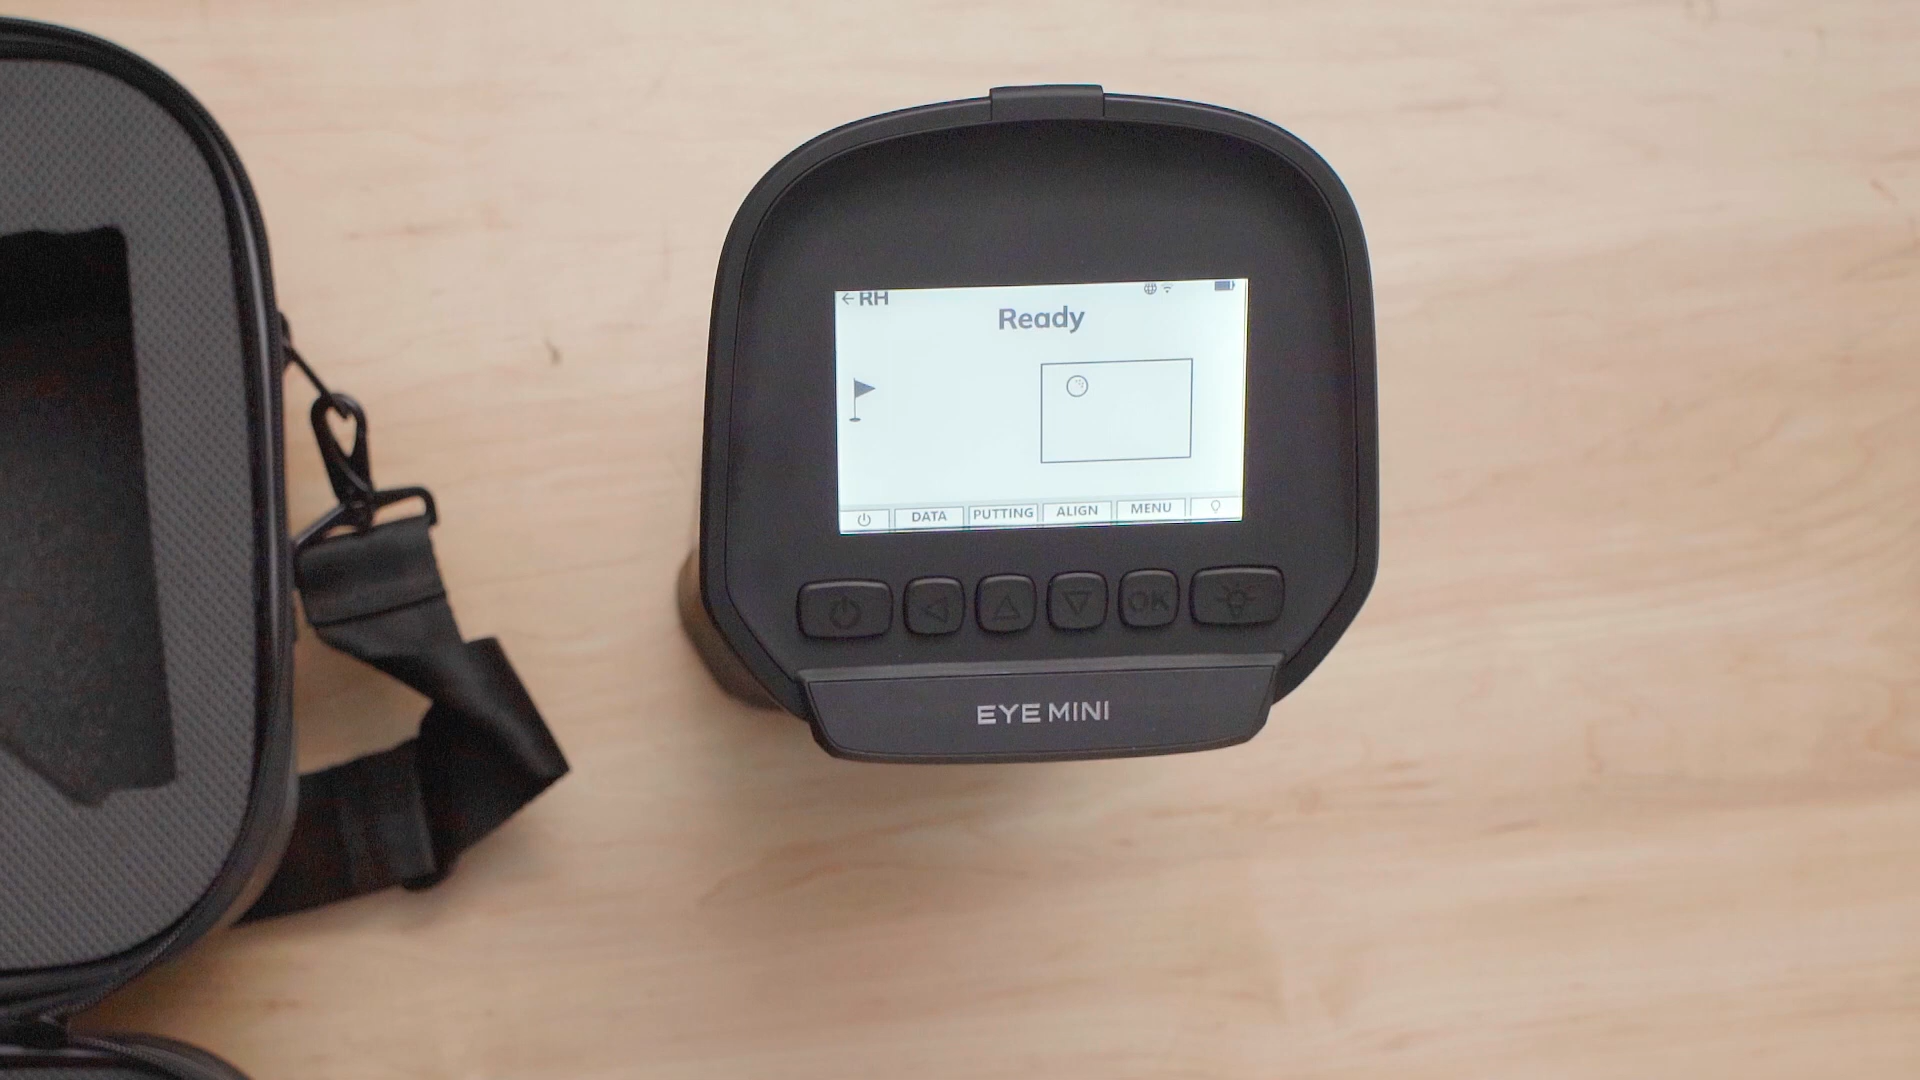 ←RH
Ready
DATA PUTTING ALIGN MENU
OK
EYE MINI